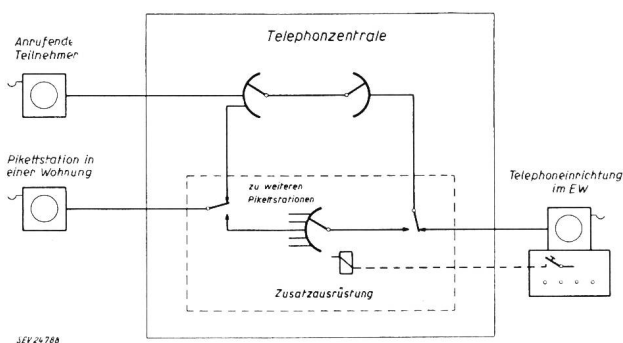 Telephonzentrale
Anrufende
Teilnehmer
Pikettstation in
einer Wohnung
zu weiteren
Pikettstationen
Telephoneinrichtung
im EW
Zusatzausrüstung
SEV 24788